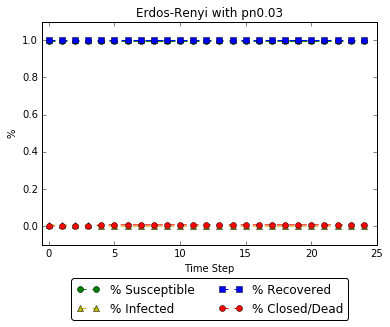 Erdos-Renyi with pn0.03
1.0
0.8
0.6
0.4
0.2
0.0
%
0 5 10 15 20 25
Time Step
% Susceptible % Recovered
% Infected % Closed/Dead